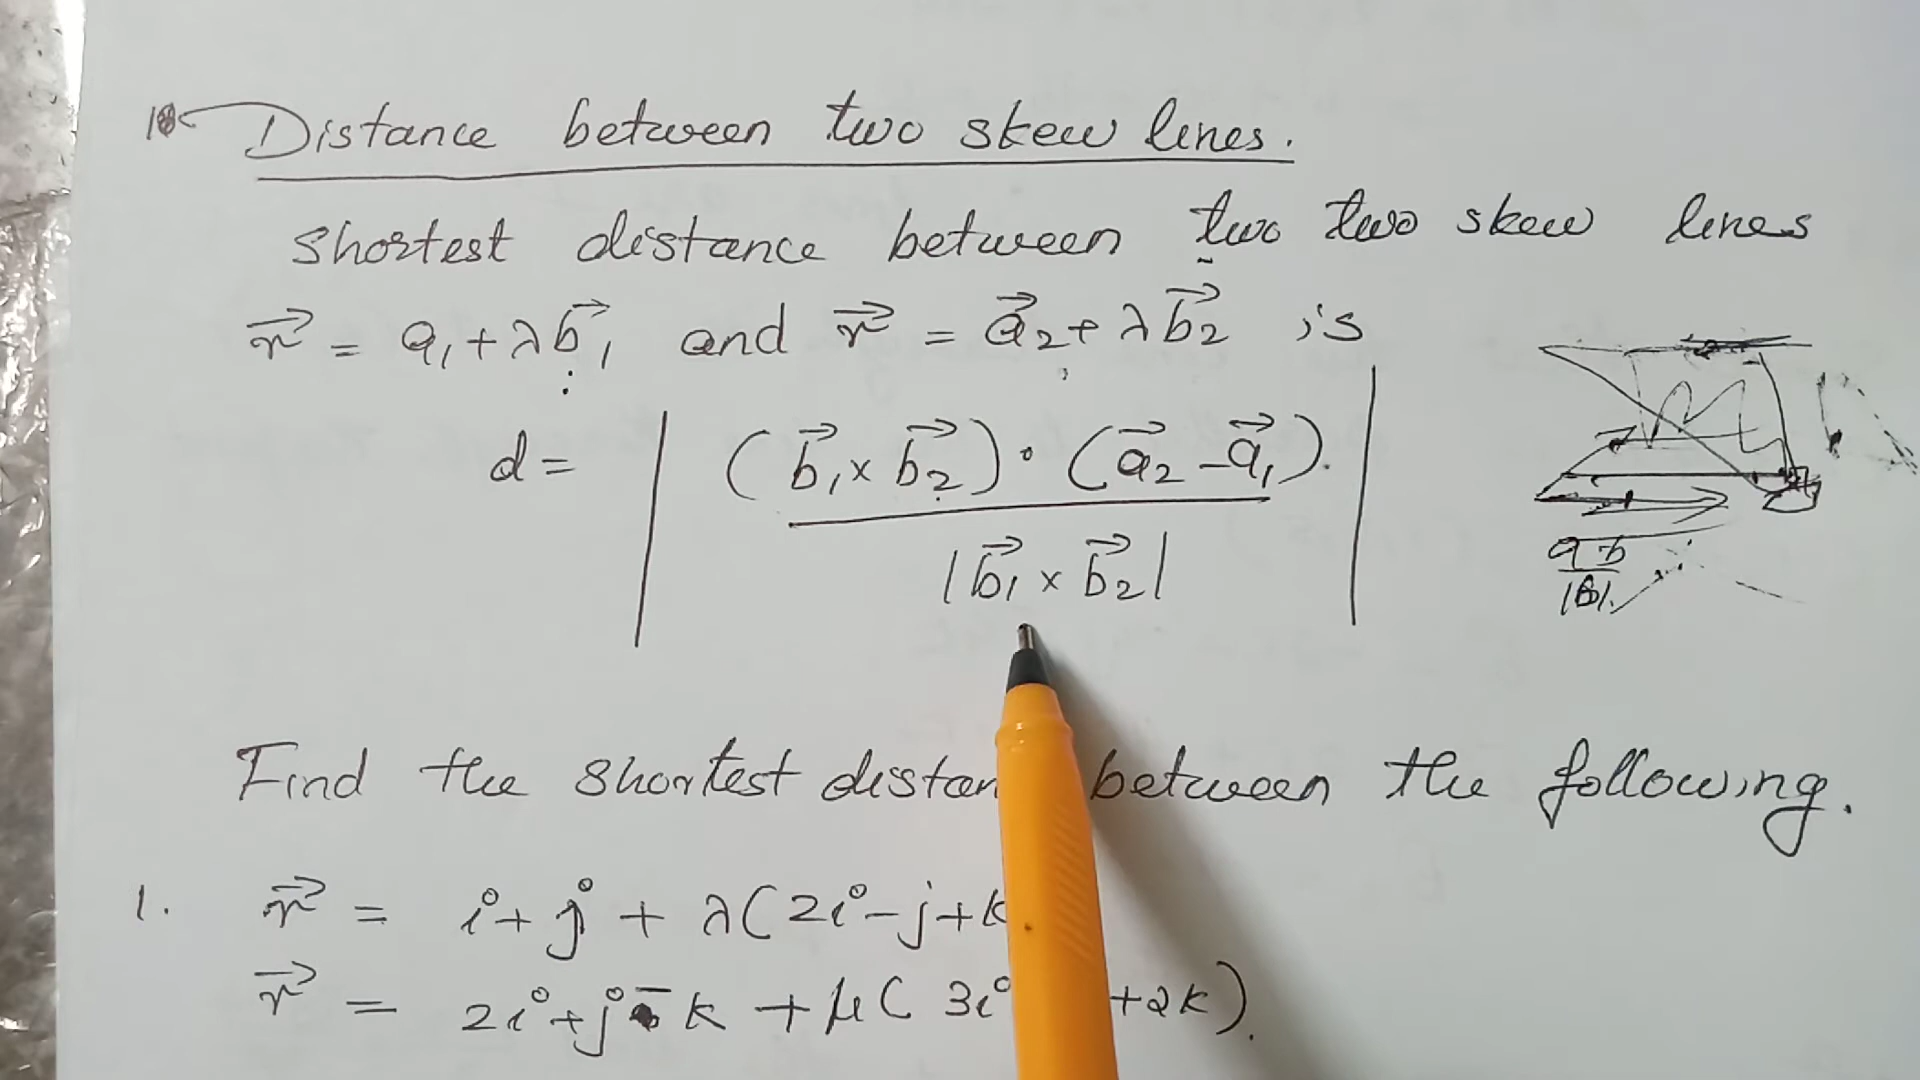 Distance between two skew lines.
Shortest distance between two two skew lines
r⃗ = a₁ + λb⃗₁ and r⃗ = a⃗₂ + λb⃗₂ is
d = | (b⃗₁ × b⃗₂) · (a⃗₂ - a⃗₁) / |b⃗₁ × b⃗₂| |
a b
|b|
Find the shortest distan between the following.
1. r⃗ = i + j + λ(2i - j + k
r⃗ = 2i + j - k + μ( 3i +2k).